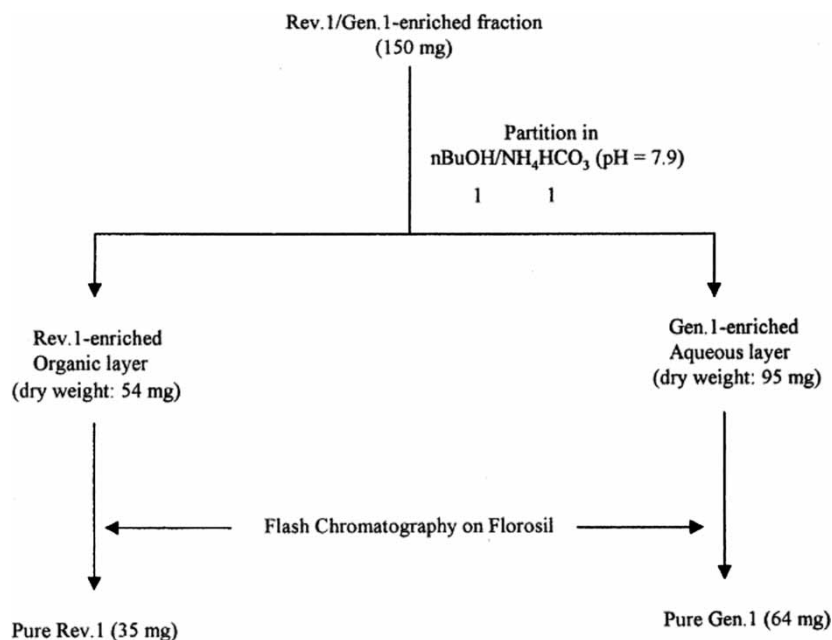 Rev.1/Gen.1-enriched fraction
(150 mg)
Partition in
nBuOH/NH₄HCO₃ (pH = 7.9)
1 1
Rev.1-enriched
Organic layer
(dry weight: 54 mg)
Gen.1-enriched
Aqueous layer
(dry weight: 95 mg)
Flash Chromatography on Florosil
Pure Rev.1 (35 mg)
Pure Gen.1 (64 mg)